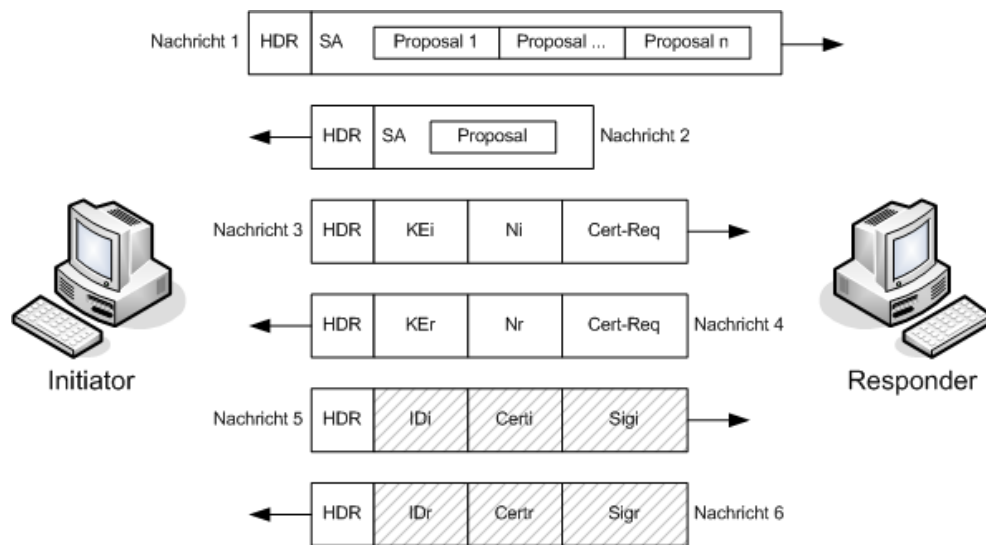 Nachricht 1 HDR SA Proposal 1 Proposal ... Proposal n
HDR SA Proposal Nachricht 2
Nachricht 3 HDR KEi Ni Cert-Req
HDR KEr Nr Cert-Req Nachricht 4
Initiator
Responder
Nachricht 5 HDR IDi Certi Sigi
HDR IDr Certr Sigr Nachricht 6